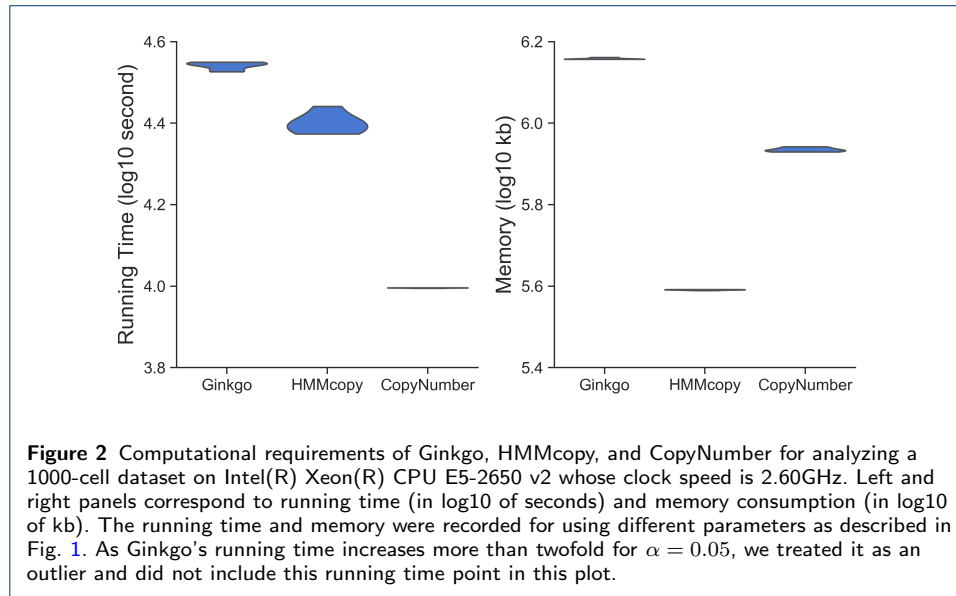 4.6
4.4
4.2
4.0
3.8
Running Time (log10 second)
Ginkgo HMMcopy CopyNumber
6.2
6.0
5.8
5.6
5.4
Memory (log10 kb)
Ginkgo HMMcopy CopyNumber
Figure 2 Computational requirements of Ginkgo, HMMcopy, and CopyNumber for analyzing a
1000-cell dataset on Intel(R) Xeon(R) CPU E5-2650 v2 whose clock speed is 2.60GHz. Left and
right panels correspond to running time (in log10 of seconds) and memory consumption (in log10
of kb). The running time and memory were recorded for using different parameters as described in
Fig. 1. As Ginkgo's running time increases more than twofold for α = 0.05, we treated it as an
outlier and did not include this running time point in this plot.